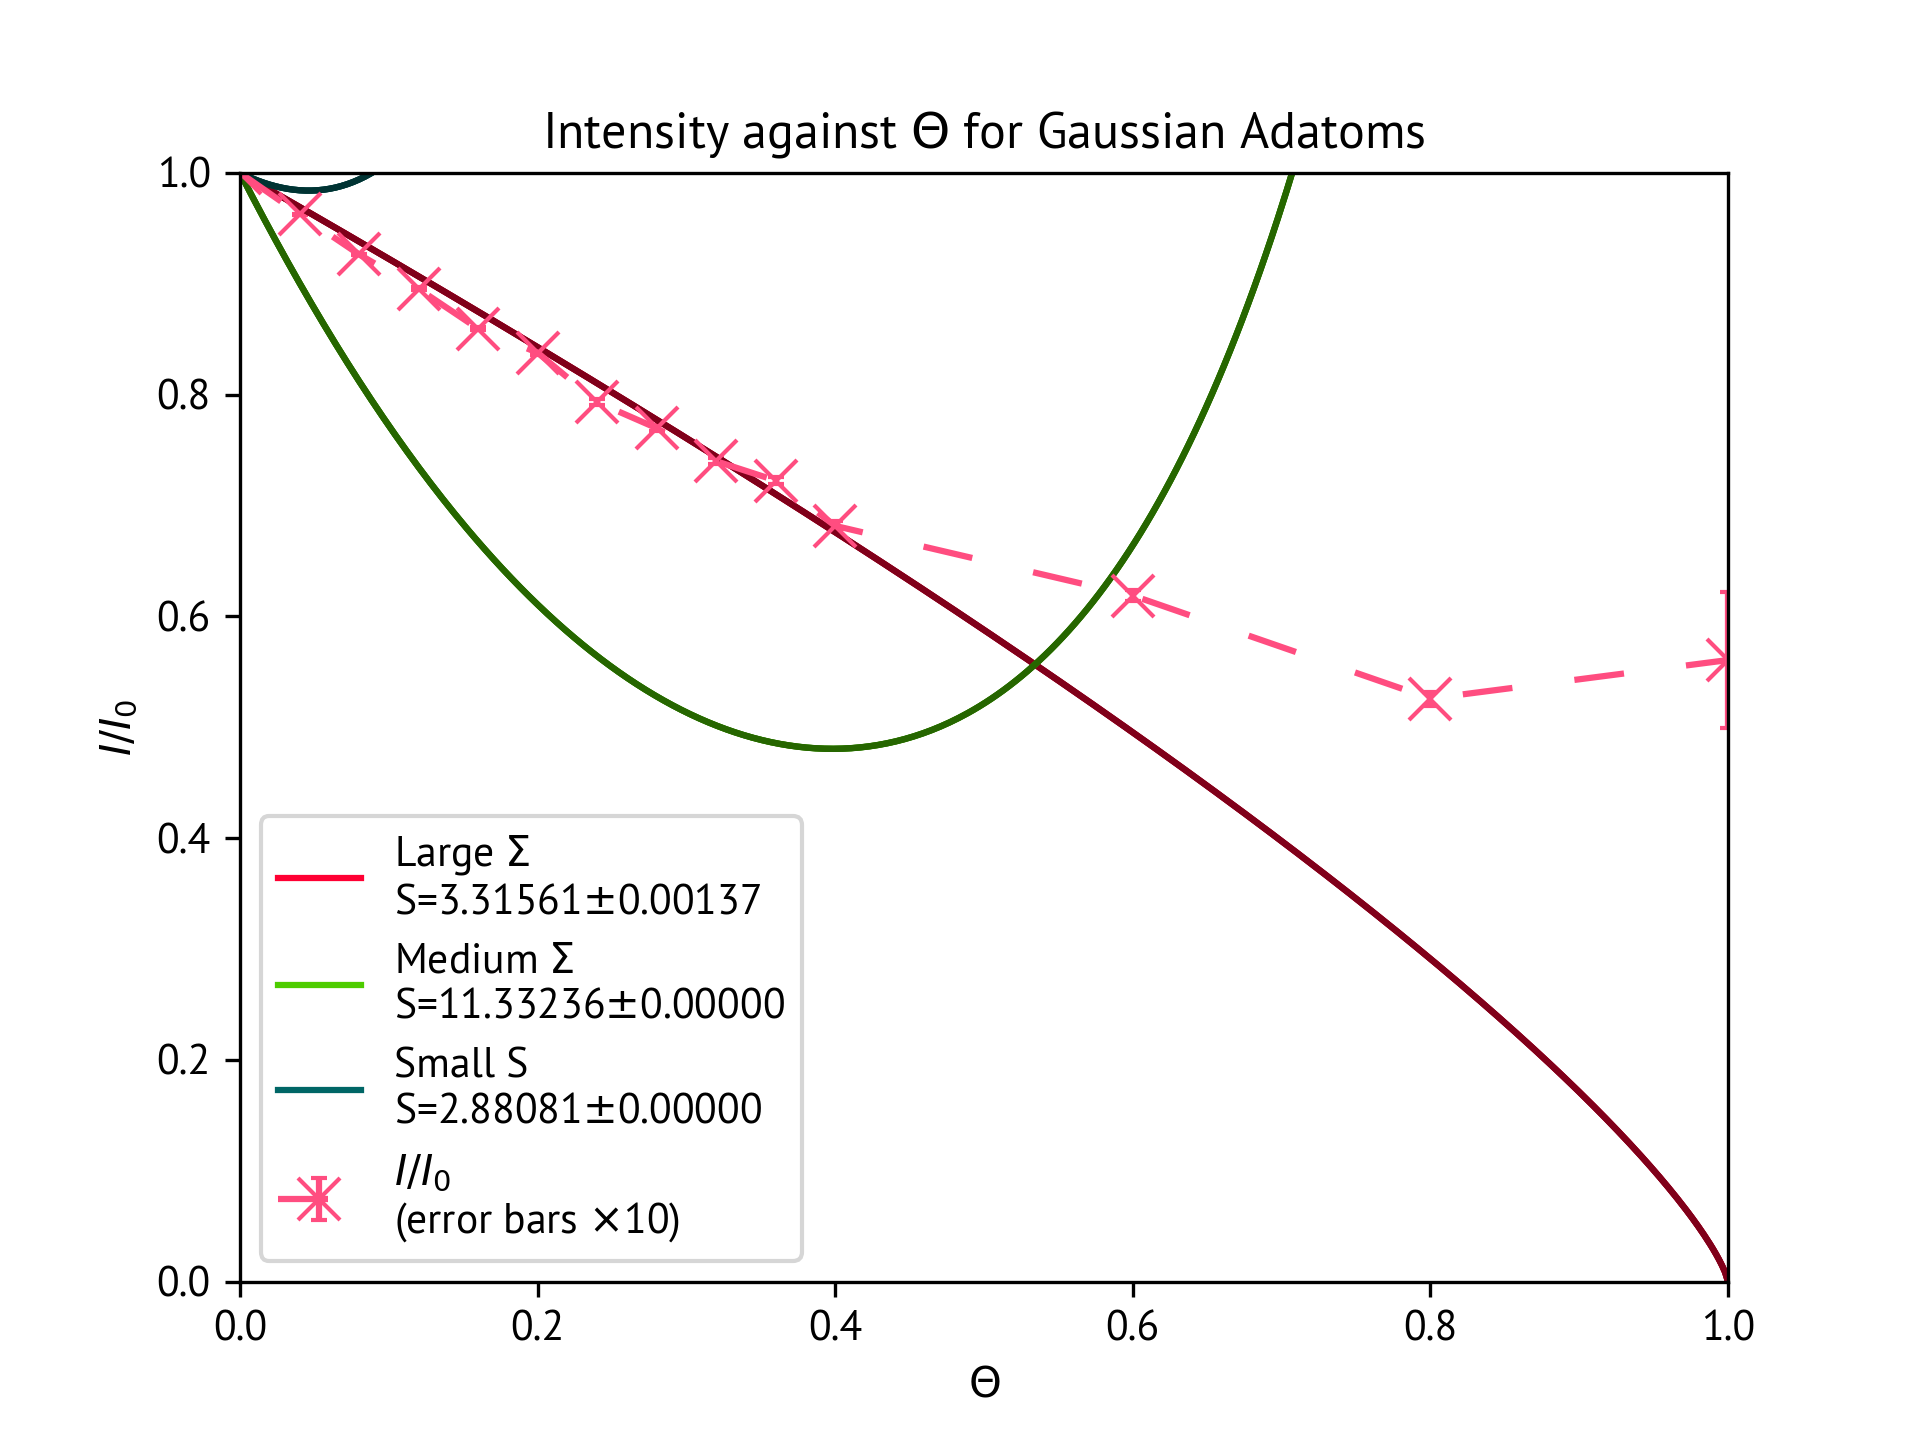 Intensity against Θ for Gaussian Adatoms
1.0
0.8
0.6
0.4
0.2
0.0
I/I₀
Large Σ
S=3.31561±0.00137
Medium Σ
S=11.33236±0.00000
Small S
S=2.88081±0.00000
I/I₀
(error bars ×10)
0.0 0.2 0.4 0.6 0.8 1.0
Θ